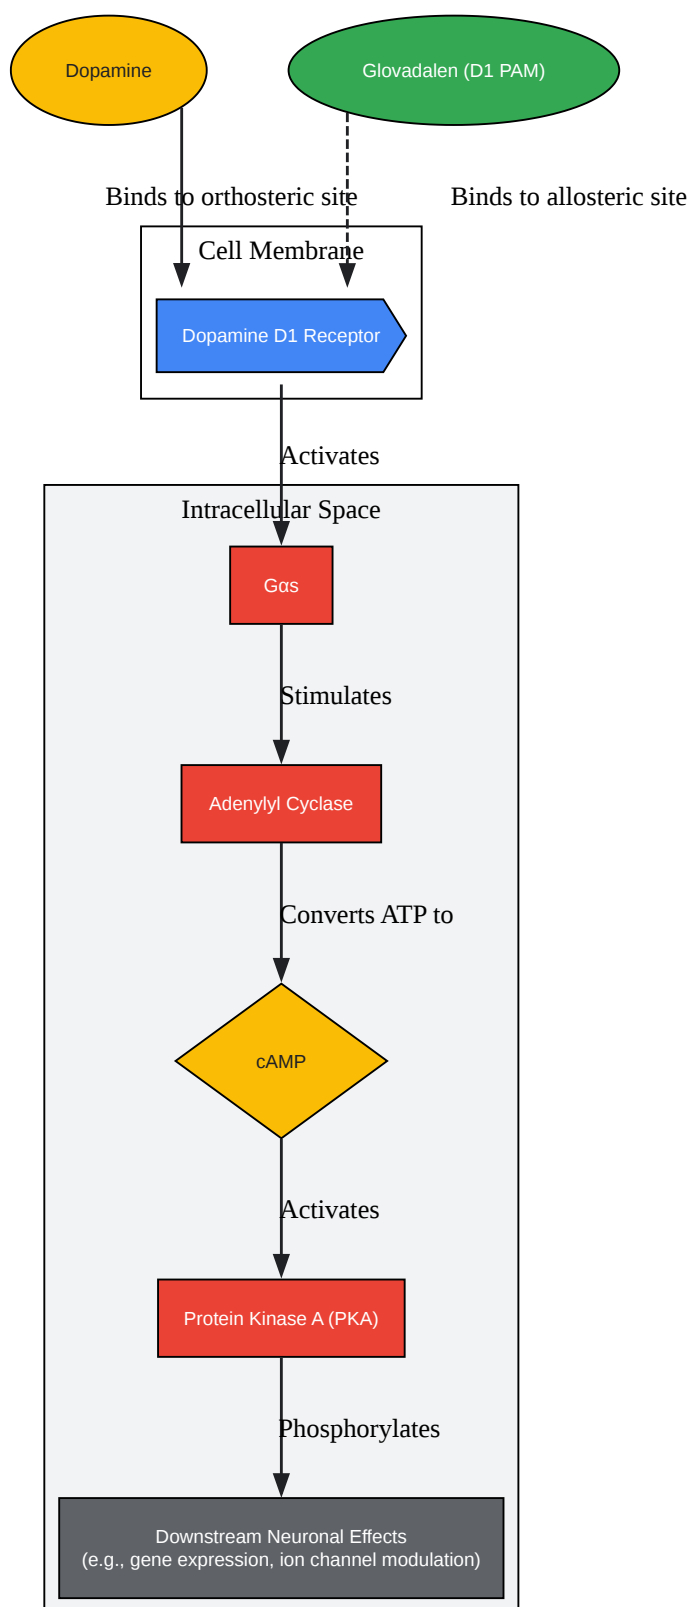 Dopamine
Glovadalen (D1 PAM)
Binds to orthosteric site
Binds to allosteric site
Cell Membrane
Dopamine D1 Receptor
Activates
Intracellular Space
Gαs
Stimulates
Adenylyl Cyclase
Converts ATP to
cAMP
Activates
Protein Kinase A (PKA)
Phosphorylates
Downstream Neuronal Effects
(e.g., gene expression, ion channel modulation)